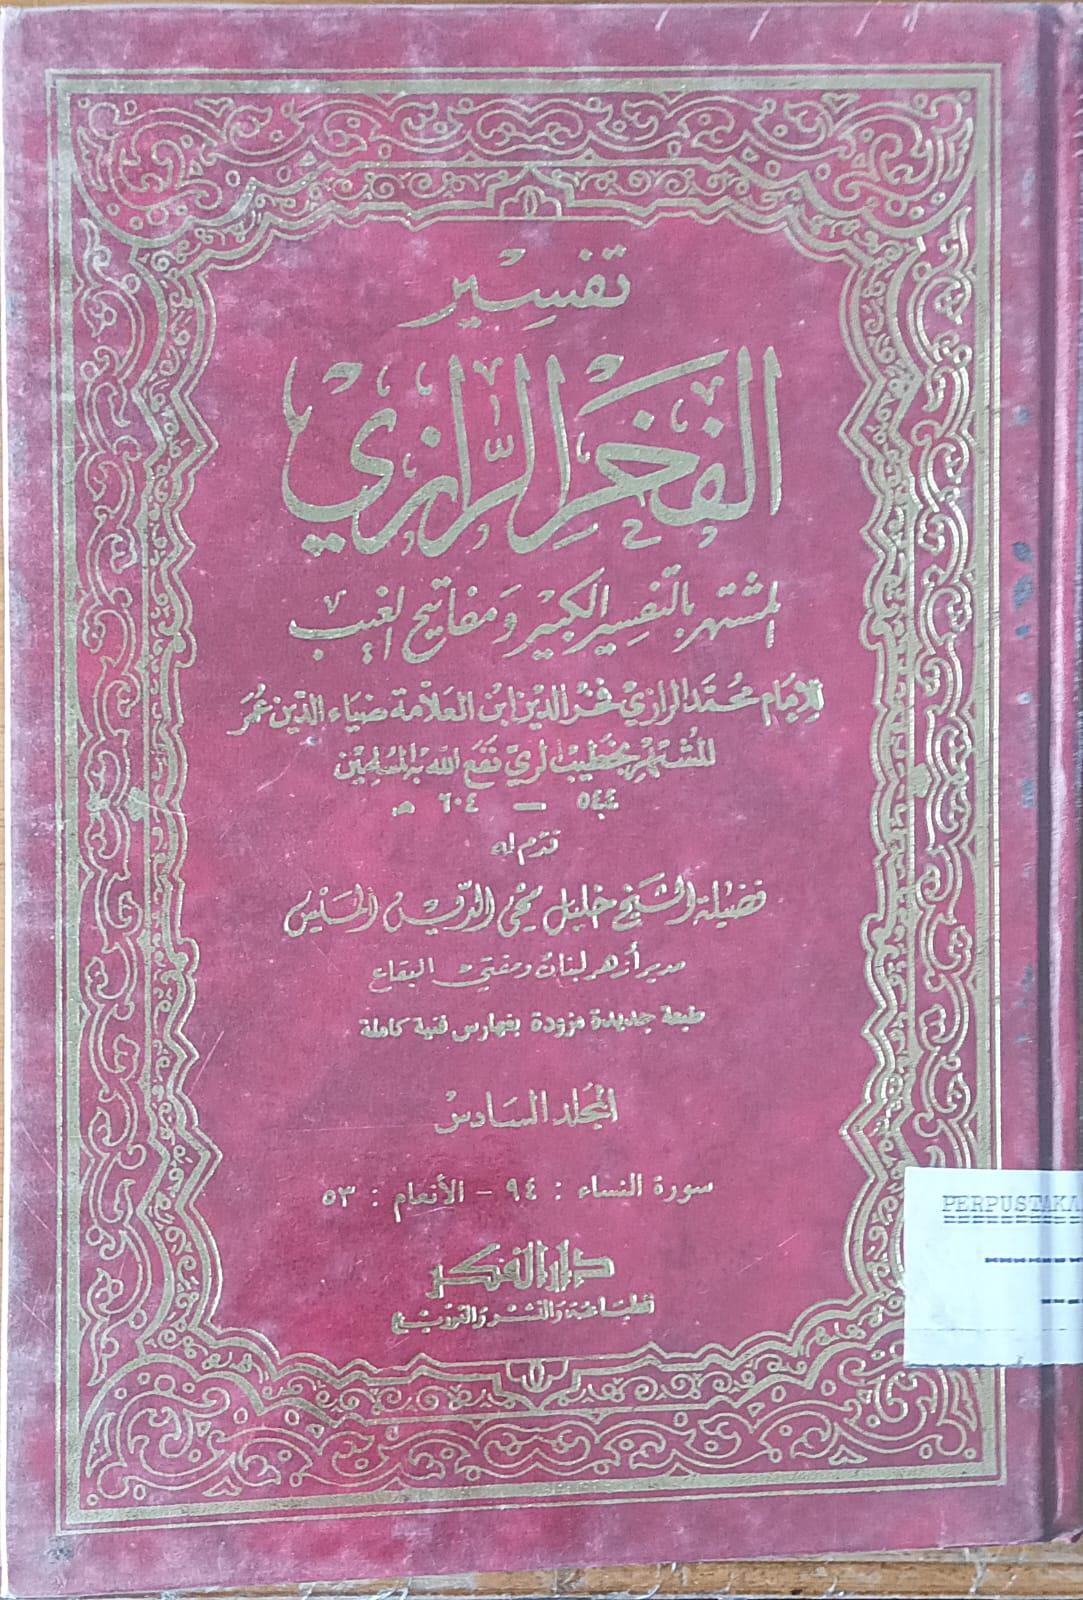 تفسير
الفخر الرازي
المشتهر بالتفسير الكبير ومفاتيح الغيب
للإمام محمد الرازي فخر الدين ابن العلامة ضياء الدين عمر
المشتهر بخطيب الري نفع الله به المسلمين
٥٤٤ — ٦٠٤ هـ
قدم له
فضيلة الشيخ خليل محيي الدين الميس
مدير أزهر لبنان ومفتي البقاع
طبعة جديدة مزودة بفهارس فنية كاملة
المجلد السادس
سورة النساء : ٩٤ - الأنعام : ٥٣
دار الفكر
للطباعة والنشر والتوزيع
PERPUSTAKA